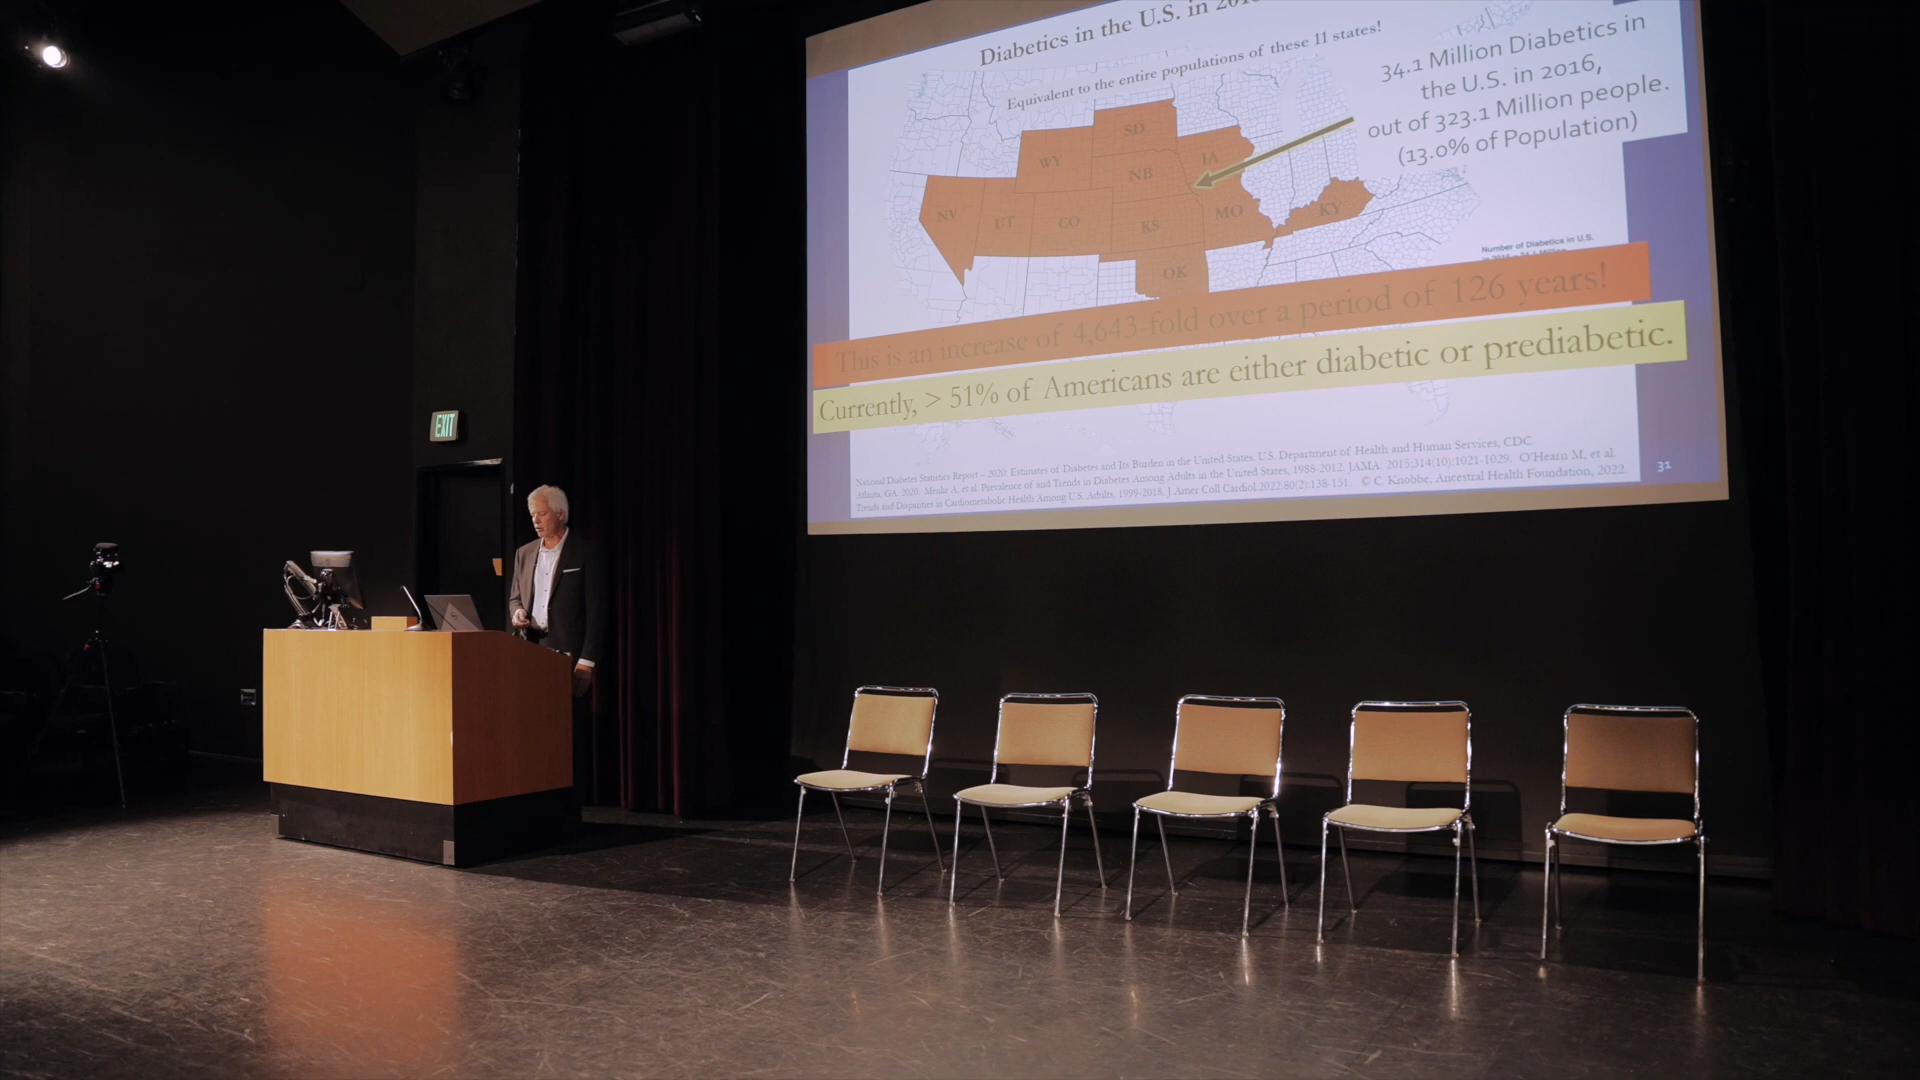 Diabetics in the U.S. in
Equivalent to the entire populations of these 11 states!
34.1 Million Diabetics in
the U.S. in 2016,
out of 323.1 Million people.
(13.0% of Population)
SD
WY
IA
NB
NV
UT
CO
KS
MO
KY
OK
Number of Diabetics in U.S.
This is an increase of 4,643-fold over a period of 126 years!
Currently, > 51% of Americans are either diabetic or prediabetic.
National Diabetes Statistics Report – 2020: Estimates of Diabetes and Its Burden in the United States. U.S. Department of Health and Human Services, CDC.
Atlanta, GA. 2020. Menke A, et al. Prevalence of and Trends in Diabetes Among Adults in the United States, 1988-2012. JAMA. 2015;314(10):1021-1029. O'Hearn M, et al.
Trends and Disparities in Cardiometabolic Health Among U.S. Adults, 1999-2018. J Amer Coll Cardiol 2022.80(2):138-151. © C. Knobbe, Ancestral Health Foundation, 2022.
31
EXIT